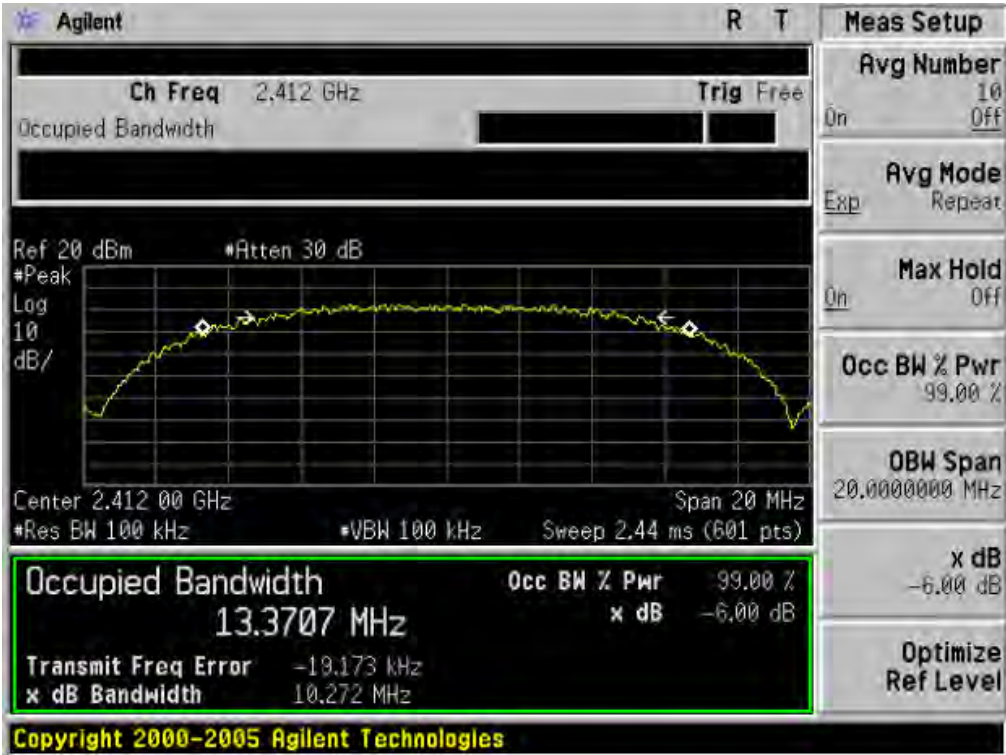 Agilent R T
Ch Freq 2.412 GHz Trig Free
Occupied Bandwidth
Ref 20 dBm #Atten 30 dB
#Peak
Log
10
dB/
Center 2.412 00 GHz Span 20 MHz
#Res BW 100 kHz #VBW 100 kHz Sweep 2.44 ms (601 pts)
Occupied Bandwidth Occ BW % Pwr 99.00 %
13.3707 MHz x dB -6.00 dB
Transmit Freq Error -19.173 kHz
x dB Bandwidth 10.272 MHz
Copyright 2000-2005 Agilent Technologies
Meas Setup
Avg Number
10
On Off
Avg Mode
Exp Repeat
Max Hold
On Off
Occ BW % Pwr
99.00 %
OBW Span
20.0000000 MHz
x dB
-6.00 dB
Optimize
Ref Level